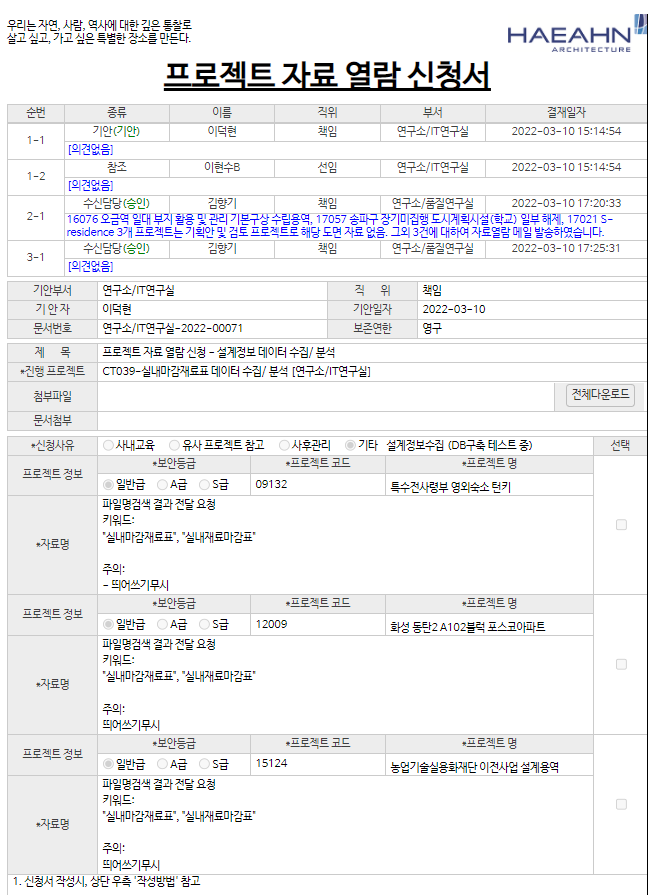 우리는 자연, 사람, 역사에 대한 깊은 통찰로
살고 싶고, 가고 싶은 특별한 장소를 만든다.
HAEAHN
ARCHITECTURE
프로젝트 자료 열람 신청서
순번 종류 이름 직위 부서 결재일자
1-1 기안(기안) 이덕현 책임 연구소/IT연구실 2022-03-10 15:14:54
[의견없음]
1-2 참조 이현수B 선임 연구소/IT연구실 2022-03-10 15:14:54
[의견없음]
2-1 수신담당(승인) 김향기 책임 연구소/품질연구실 2022-03-10 17:20:33
16076 오금역 일대 부지 활용 및 관리 기본구상 수립용역, 17057 송파구 장기미집행 도시계획시설(학교) 일부 해제, 17021 S-
residence 3개 프로젝트는 기획안 및 검토 프로젝트로 해당 도면 자료 없음. 그외 3건에 대하여 자료열람 메일 발송하였습니다.
3-1 수신담당(승인) 김향기 책임 연구소/품질연구실 2022-03-10 17:25:31
[의견없음]
기안부서 연구소/IT연구실 직 위 책임
기 안 자 이덕현 기안일자 2022-03-10
문서번호 연구소/IT연구실-2022-00071 보존연한 영구
제 목 프로젝트 자료 열람 신청 - 설계정보 데이터 수집/ 분석
*진행 프로젝트 CT039-실내마감재료표 데이터 수집/ 분석 [연구소/IT연구실]
첨부파일 전체다운로드
문서첨부
*신청사유 사내교육 유사 프로젝트 참고 사후관리 기타 설계정보수집 (DB구축 테스트 중) 선택
프로젝트 정보 *보안등급 *프로젝트 코드 *프로젝트 명
일반급 A급 S급 09132 특수전사령부 영외숙소 턴키
*자료명 파일명검색 결과 전달 요청
키워드:
"실내마감재료표", "실내재료마감표"
주의:
- 띄어쓰기무시
프로젝트 정보 *보안등급 *프로젝트 코드 *프로젝트 명
일반급 A급 S급 12009 화성 동탄2 A102블럭 포스코아파트
*자료명 파일명검색 결과 전달 요청
키워드:
"실내마감재료표", "실내재료마감표"
주의:
띄어쓰기무시
프로젝트 정보 *보안등급 *프로젝트 코드 *프로젝트 명
일반급 A급 S급 15124 농업기술실용화재단 이전사업 설계용역
*자료명 파일명검색 결과 전달 요청
키워드:
"실내마감재료표", "실내재료마감표"
주의:
띄어쓰기무시
1. 신청서 작성시, 상단 우측 '작성방법' 참고